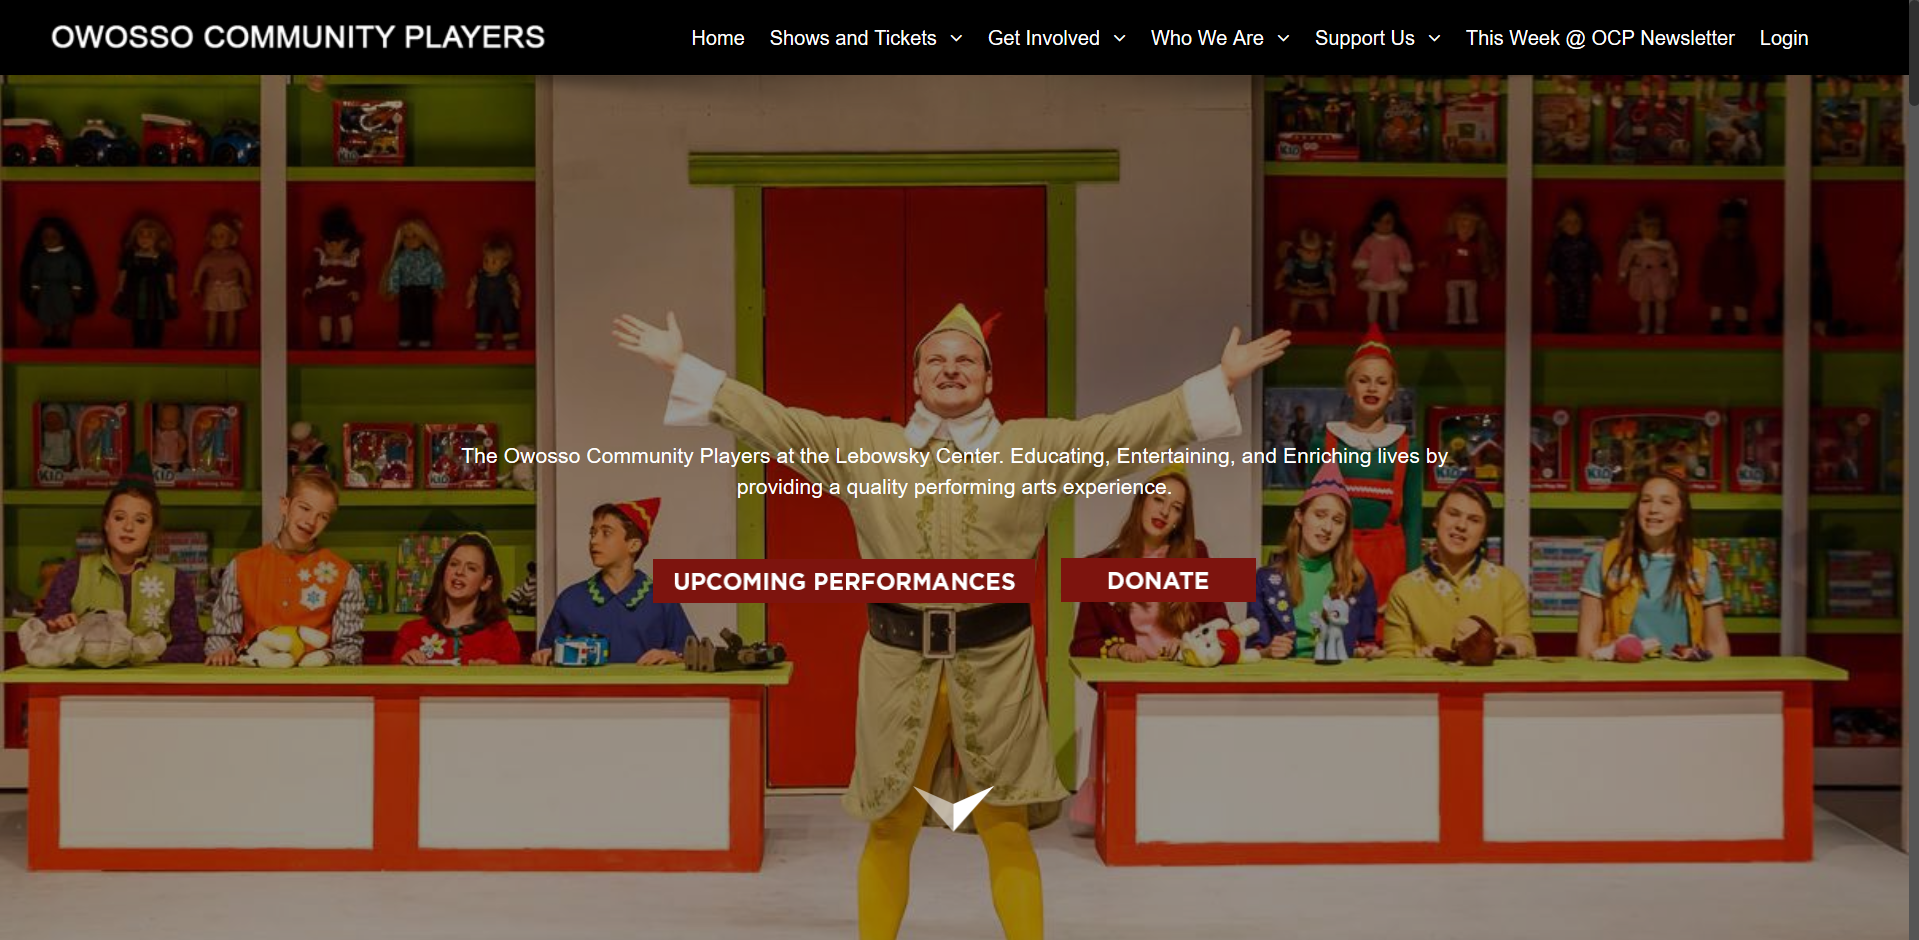 OWOSSO COMMUNITY PLAYERS
Home Shows and Tickets Get Involved Who We Are Support Us This Week @ OCP Newsletter Login
The Owosso Community Players at the Lebowsky Center. Educating, Entertaining, and Enriching lives by
providing a quality performing arts experience.
UPCOMING PERFORMANCES DONATE